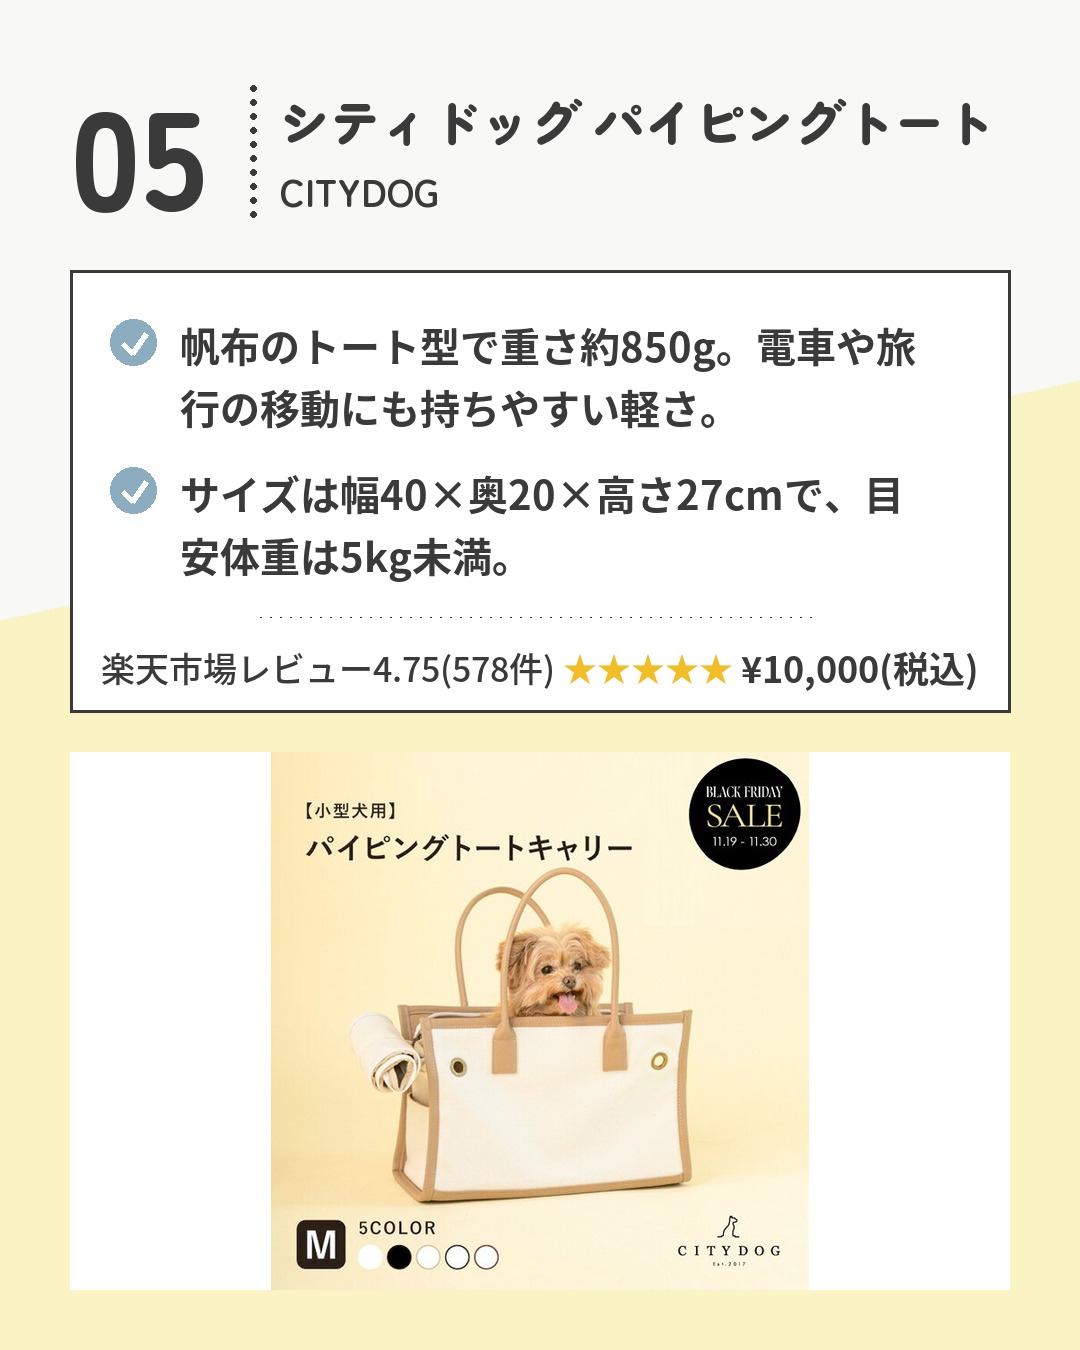 05
シティドッグ パイピングトート
CITYDOG
帆布のトート型で重さ約850g。電車や旅
行の移動にも持ちやすい軽さ。
サイズは幅40×奥20×高さ27cmで、目
安体重は5kg未満。
楽天市場レビュー4.75(578件) ★★★★★ ¥10,000(税込)
【小型犬用】
パイピングトートキャリー
BLACK FRIDAY
SALE
11.19 - 11.30
M
5COLOR
CITYDOG
Est.2017